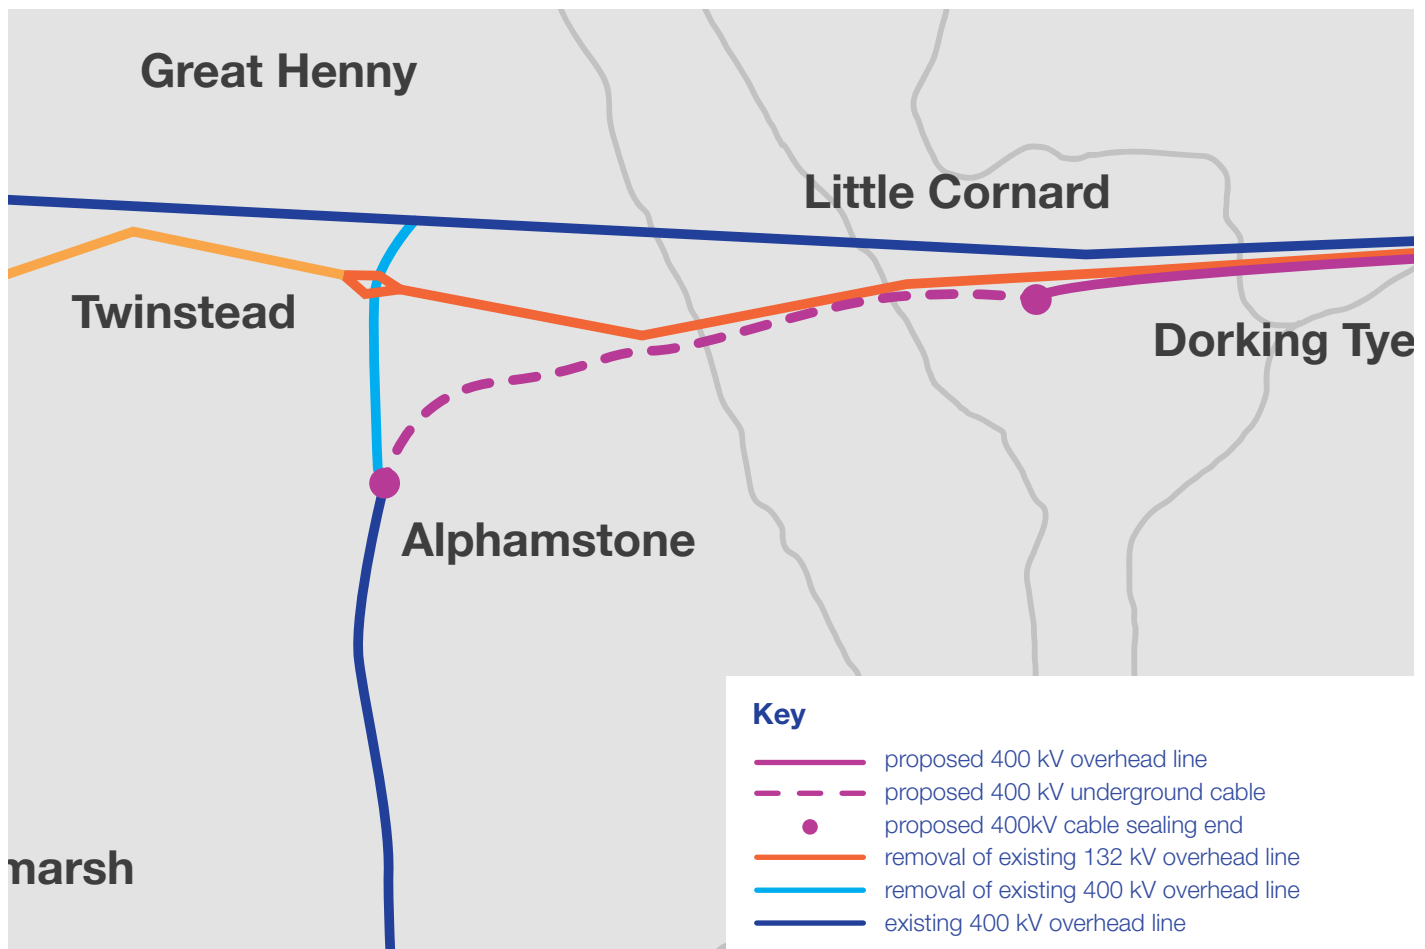 Great Henny
Little Cornard
Twinstead
Dorking Tye
Alphamstone
marsh
Key
proposed 400 kV overhead line
proposed 400 kV underground cable
proposed 400kV cable sealing end
removal of existing 132 kV overhead line
removal of existing 400 kV overhead line
existing 400 kV overhead line